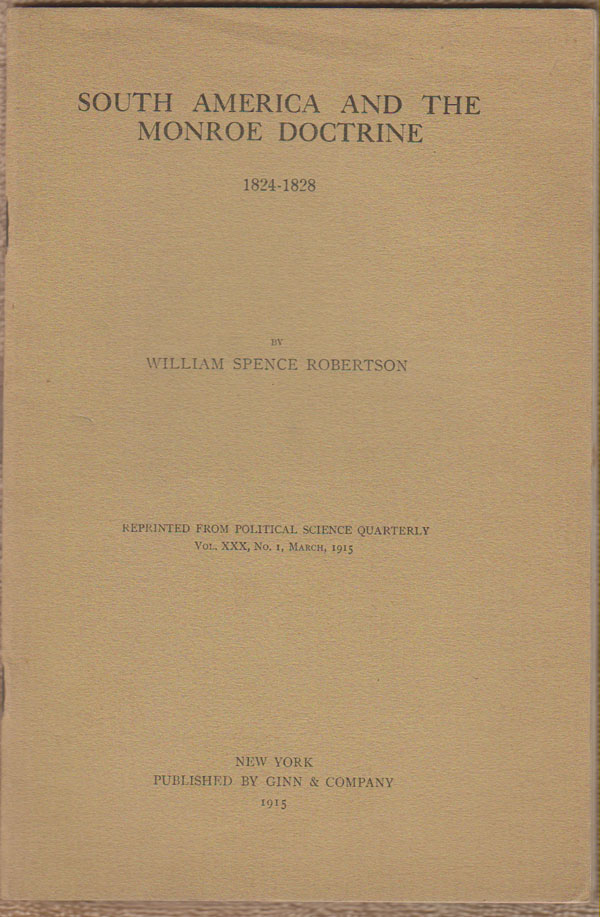 SOUTH AMERICA AND THE
MONROE DOCTRINE
1824-1828
BY
WILLIAM SPENCE ROBERTSON
REPRINTED FROM POLITICAL SCIENCE QUARTERLY
VOL. XXX, NO. 1, MARCH, 1915
NEW YORK
PUBLISHED BY GINN & COMPANY
1915